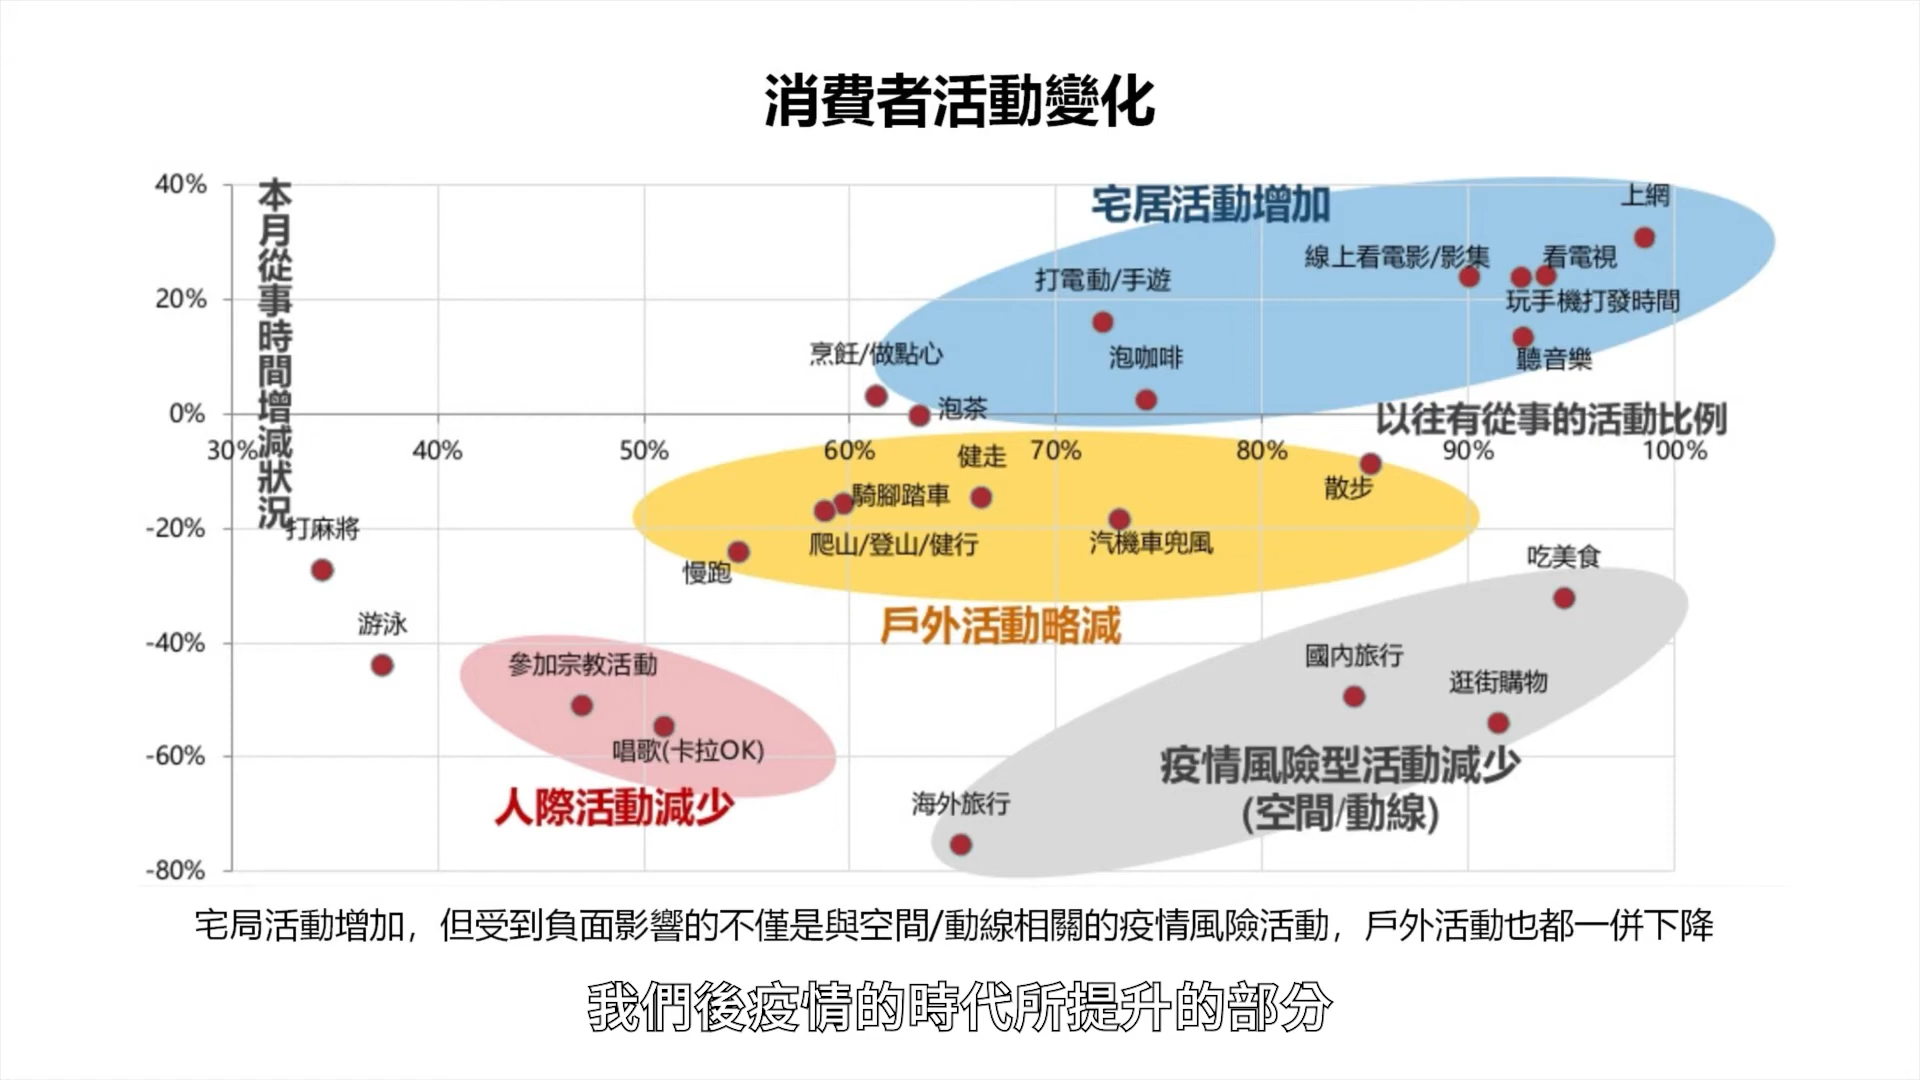 消費者活動變化
40%
20%
0%
-20%
-40%
-60%
-80%
本月從事時間增減狀況
宅居活動增加
上網
線上看電影/影集
看電視
打電動/手遊
玩手機打發時間
烹飪/做點心
泡咖啡
聽音樂
泡茶
以往有從事的活動比例
30%
40%
50%
60%
70%
80%
90%
100%
健走
騎腳踏車
散步
打麻將
爬山/登山/健行
汽機車兜風
慢跑
吃美食
戶外活動略減
游泳
參加宗教活動
國內旅行
逛街購物
唱歌(卡拉OK)
疫情風險型活動減少
(空間/動線)
人際活動減少
海外旅行
宅局活動增加，但受到負面影響的不僅是與空間/動線相關的疫情風險活動，戶外活動也都一併下降
我們後疫情的時代所提升的部分